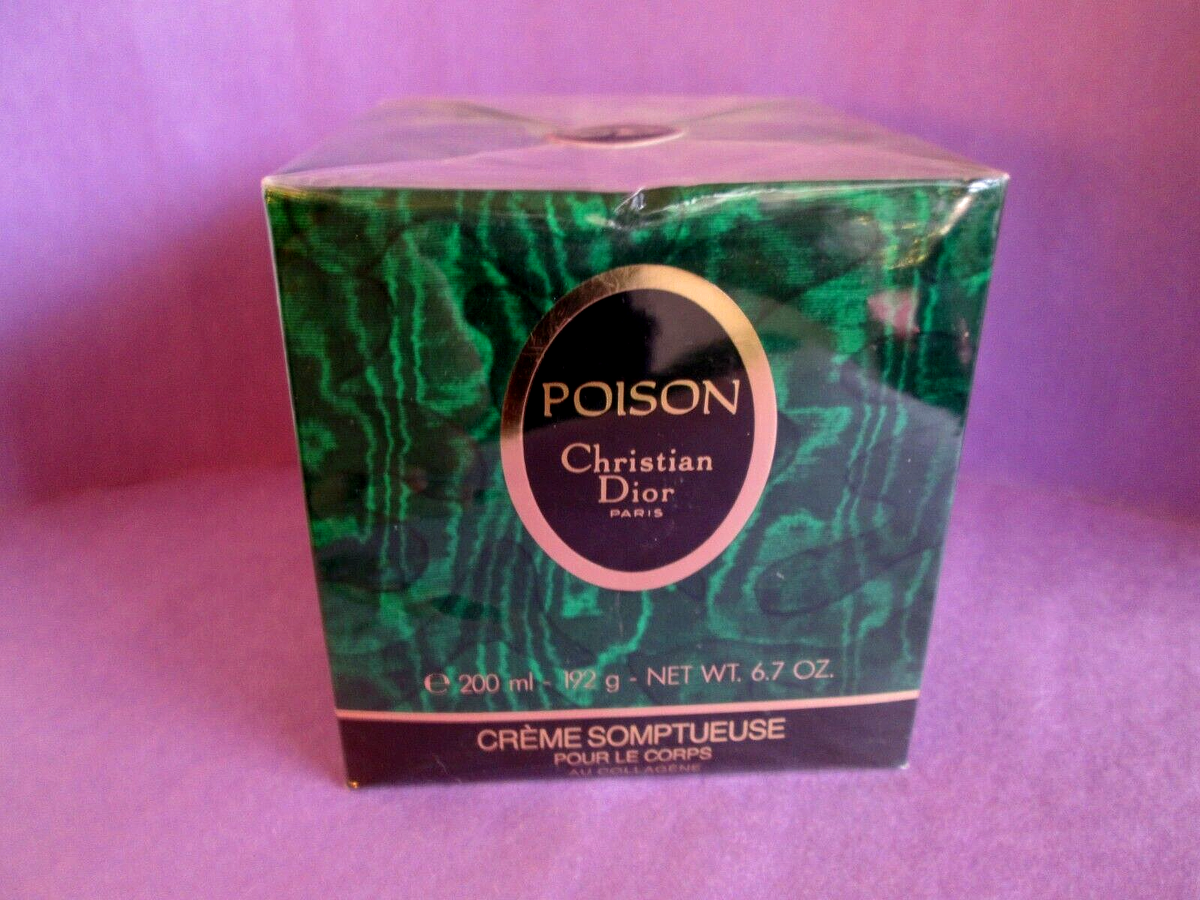 POISON
Christian
Dior
PARIS
℮ 200 ml - 192 g - NET WT. 6.7 OZ.
CRÈME SOMPTUEUSE
POUR LE CORPS
AU COLLAGÈNE